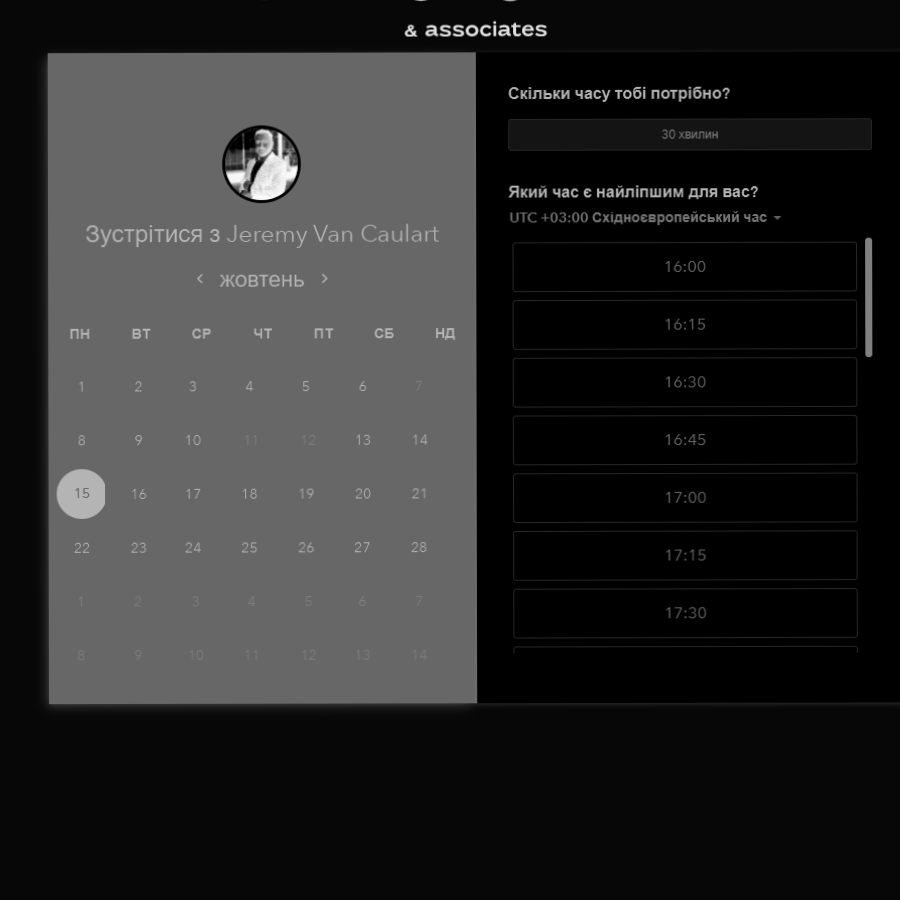 & associates
Зустрітися з Jeremy Van Caulart
жовтень
ПН ВТ СР ЧТ ПТ СБ НД
1 2 3 4 5 6 7
8 9 10 11 12 13 14
15 16 17 18 19 20 21
22 23 24 25 26 27 28
1 2 3 4 5 6 7
8 9 10 11 12 13 14
Скільки часу тобі потрібно?
30 хвилин
Який час є найліпшим для вас?
UTC +03:00 Східноєвропейський час
16:00
16:15
16:30
16:45
17:00
17:15
17:30